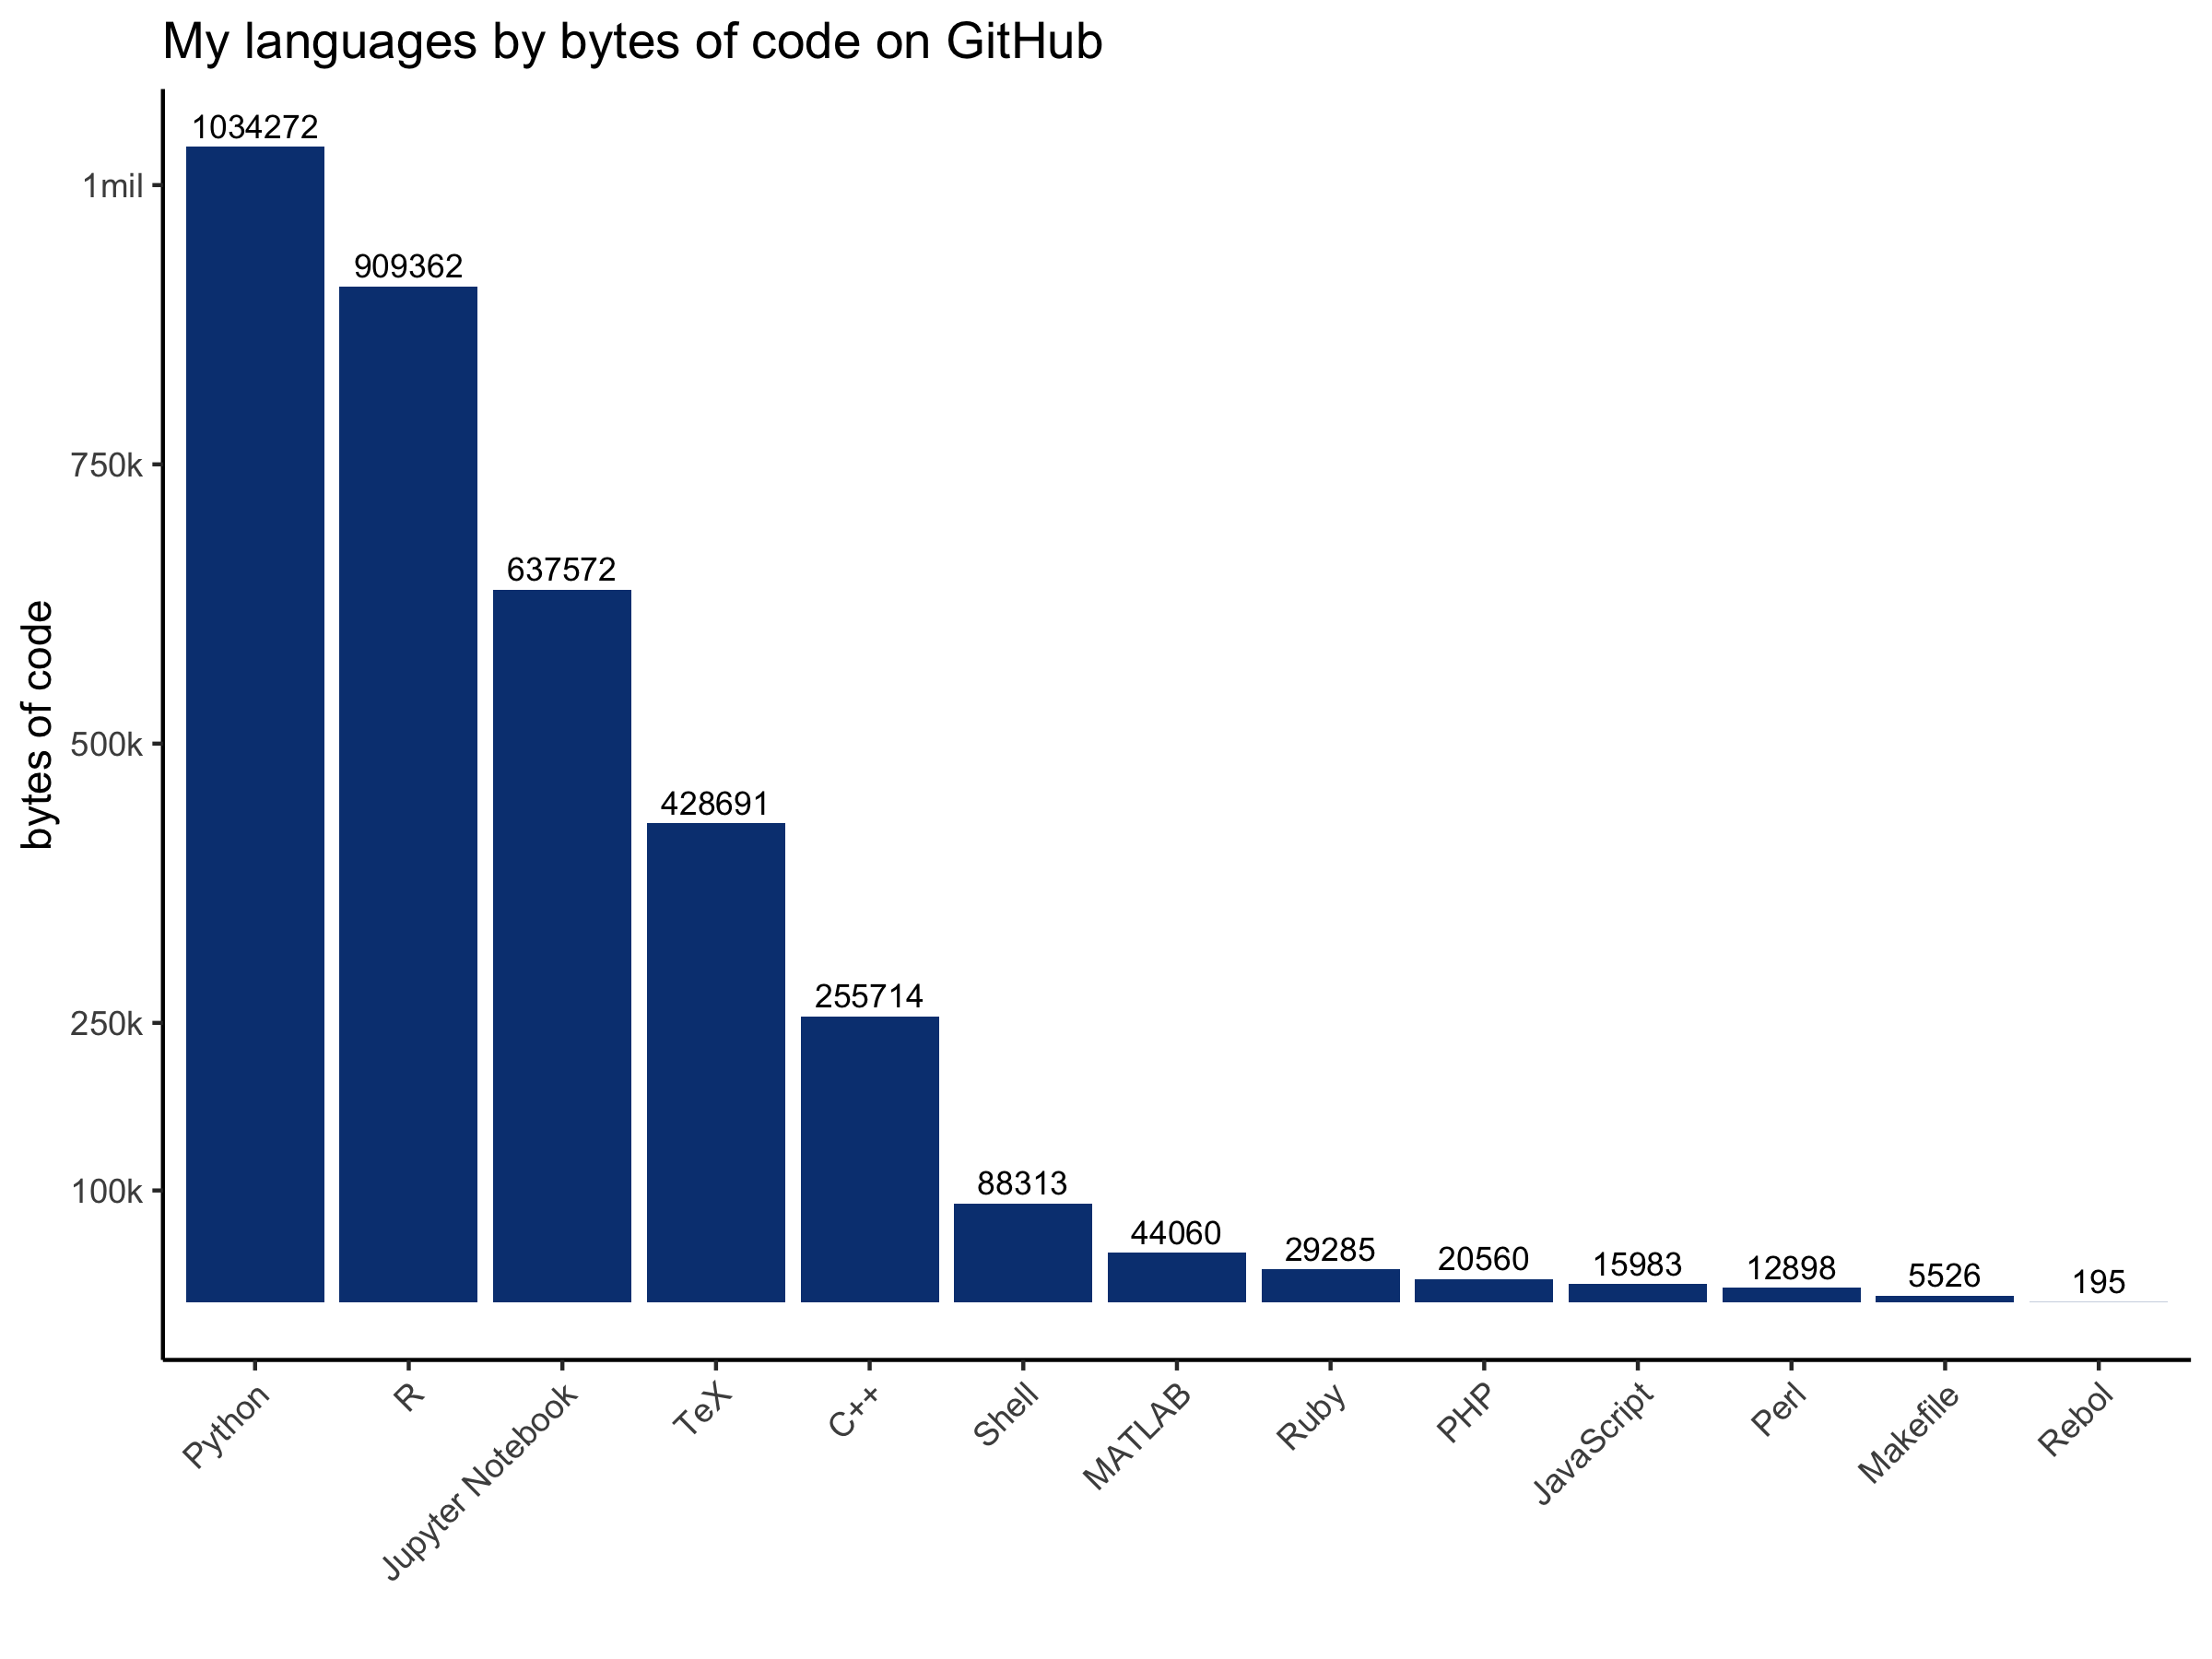 My languages by bytes of code on GitHub
bytes of code
1mil
750k
500k
250k
100k
1034272
909362
637572
428691
255714
88313
44060
29285
20560
15983
12898
5526
195
Python
R
Jupyter Notebook
TeX
C++
Shell
MATLAB
Ruby
PHP
JavaScript
Perl
Makefile
Rebol